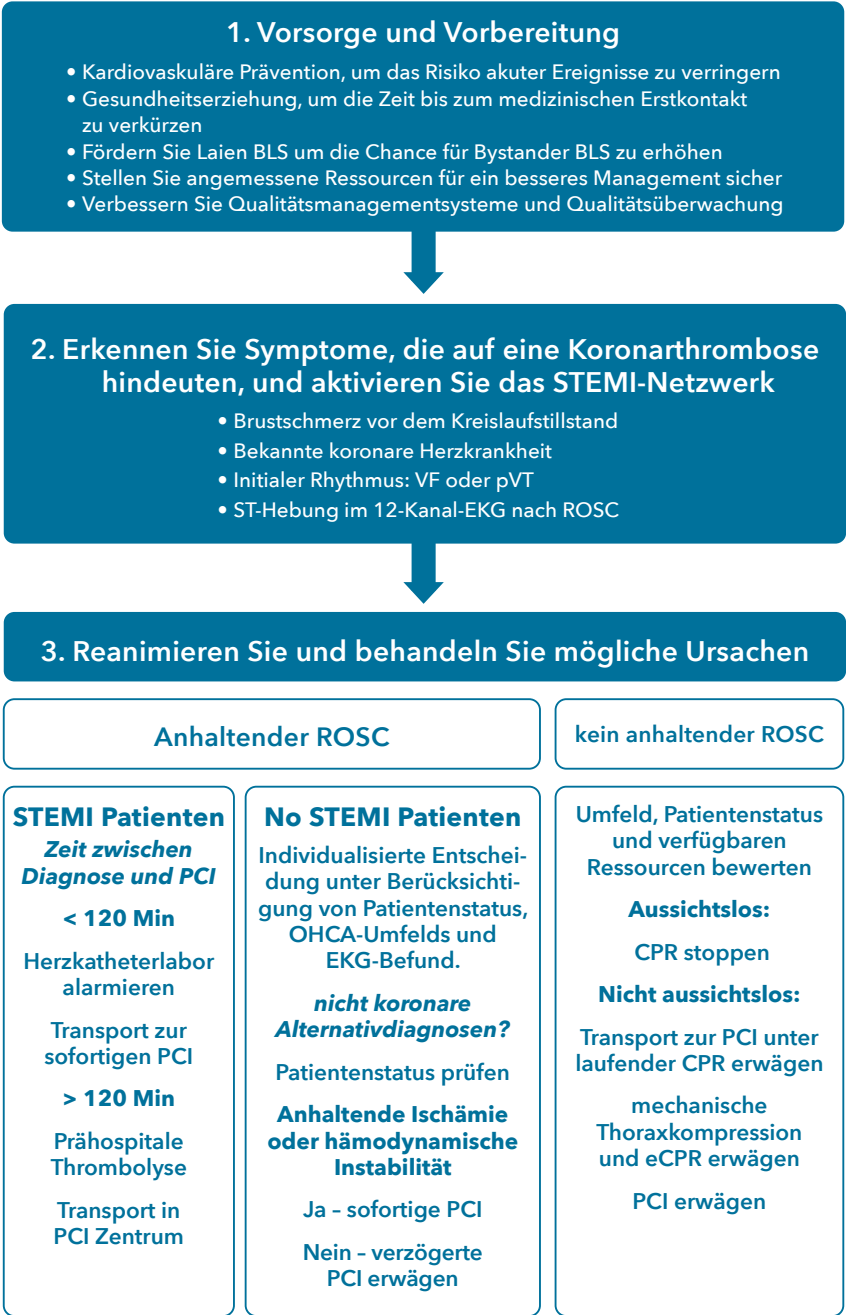 1. Vorsorge und Vorbereitung
• Kardiovaskuläre Prävention, um das Risiko akuter Ereignisse zu verringern
• Gesundheitserziehung, um die Zeit bis zum medizinischen Erstkontakt
zu verkürzen
• Fördern Sie Laien BLS um die Chance für Bystander BLS zu erhöhen
• Stellen Sie angemessene Ressourcen für ein besseres Management sicher
• Verbessern Sie Qualitätsmanagementsysteme und Qualitätsüberwachung
2. Erkennen Sie Symptome, die auf eine Koronarthrombose
hindeuten, und aktivieren Sie das STEMI-Netzwerk
• Brustschmerz vor dem Kreislaufstillstand
• Bekannte koronare Herzkrankheit
• Initialer Rhythmus: VF oder pVT
• ST-Hebung im 12-Kanal-EKG nach ROSC
3. Reanimieren Sie und behandeln Sie mögliche Ursachen
Anhaltender ROSC
kein anhaltender ROSC
STEMI Patienten
Zeit zwischen
Diagnose und PCI
< 120 Min
Herzkatheterlabor
alarmieren
Transport zur
sofortigen PCI
> 120 Min
Prähospitale
Thrombolyse
Transport in
PCI Zentrum
No STEMI Patienten
Individualisierte Entschei-
dung unter Berücksichti-
gung von Patientenstatus,
OHCA-Umfelds und
EKG-Befund.
nicht koronare
Alternativdiagnosen?
Patientenstatus prüfen
Anhaltende Ischämie
oder hämodynamische
Instabilität
Ja – sofortige PCI
Nein – verzögerte
PCI erwägen
Umfeld, Patientenstatus
und verfügbaren
Ressourcen bewerten
Aussichtslos:
CPR stoppen
Nicht aussichtslos:
Transport zur PCI unter
laufender CPR erwägen
mechanische
Thoraxkompression
und eCPR erwägen
PCI erwägen